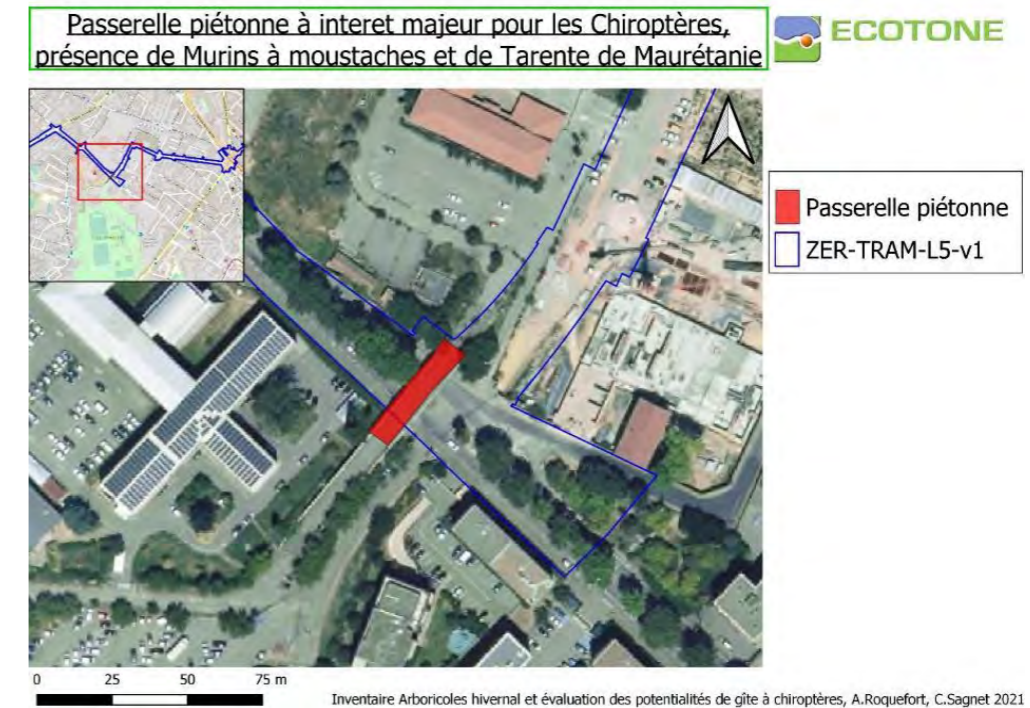 Passerelle piétonne à interet majeur pour les Chiroptères,
présence de Murins à moustaches et de Tarente de Maurétanie
ECOTONE
Passerelle piétonne
ZER-TRAM-L5-v1
0 25 50 75 m
Inventaire Arboricoles hivernal et évaluation des potentialités de gîte à chiroptères, A.Roquefort, C.Sagnet 2021